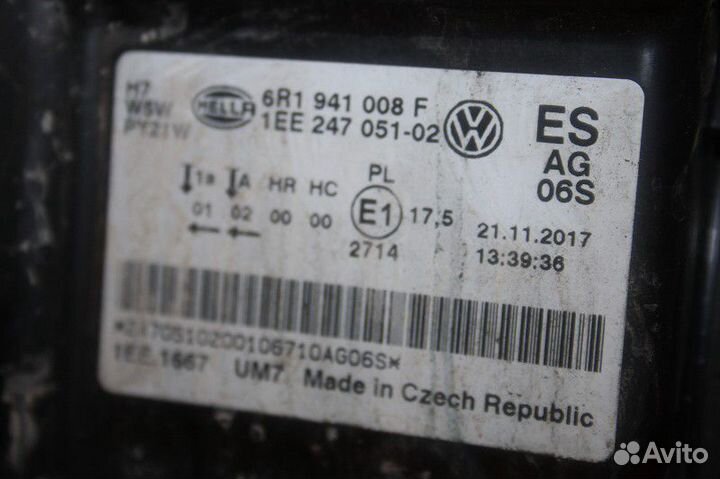 H7
W5W
PY21W
HELLA
6R1 941 008 F
1EE 247 051-02
ES
AG
06S
1a A HR HC PL
01 02 00 00 E1 17,5
2714
21.11.2017
13:39:36
06710AG06S*
1EE.1667 UM7 Made in Czech Republic
Avito